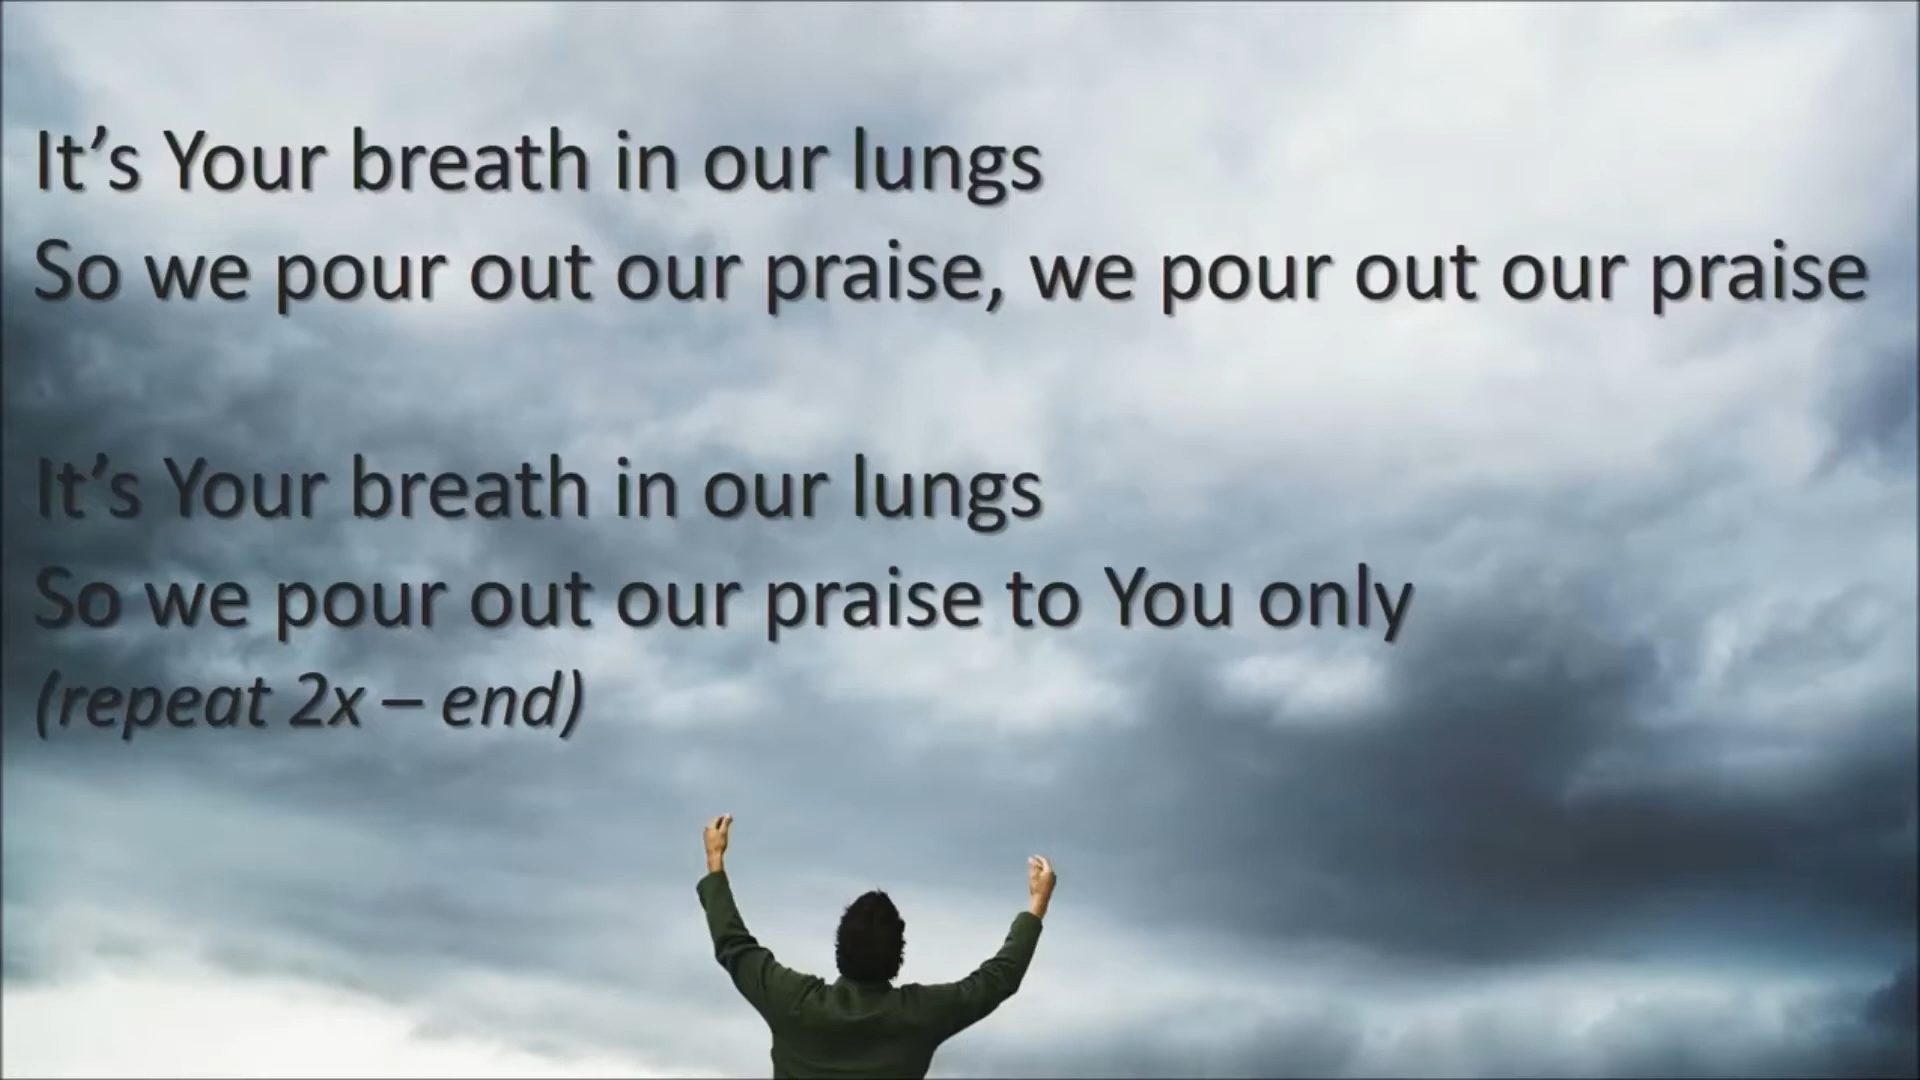 It’s Your breath in our lungs
So we pour out our praise, we pour out our praise
It’s Your breath in our lungs
So we pour out our praise to You only
(repeat 2x – end)